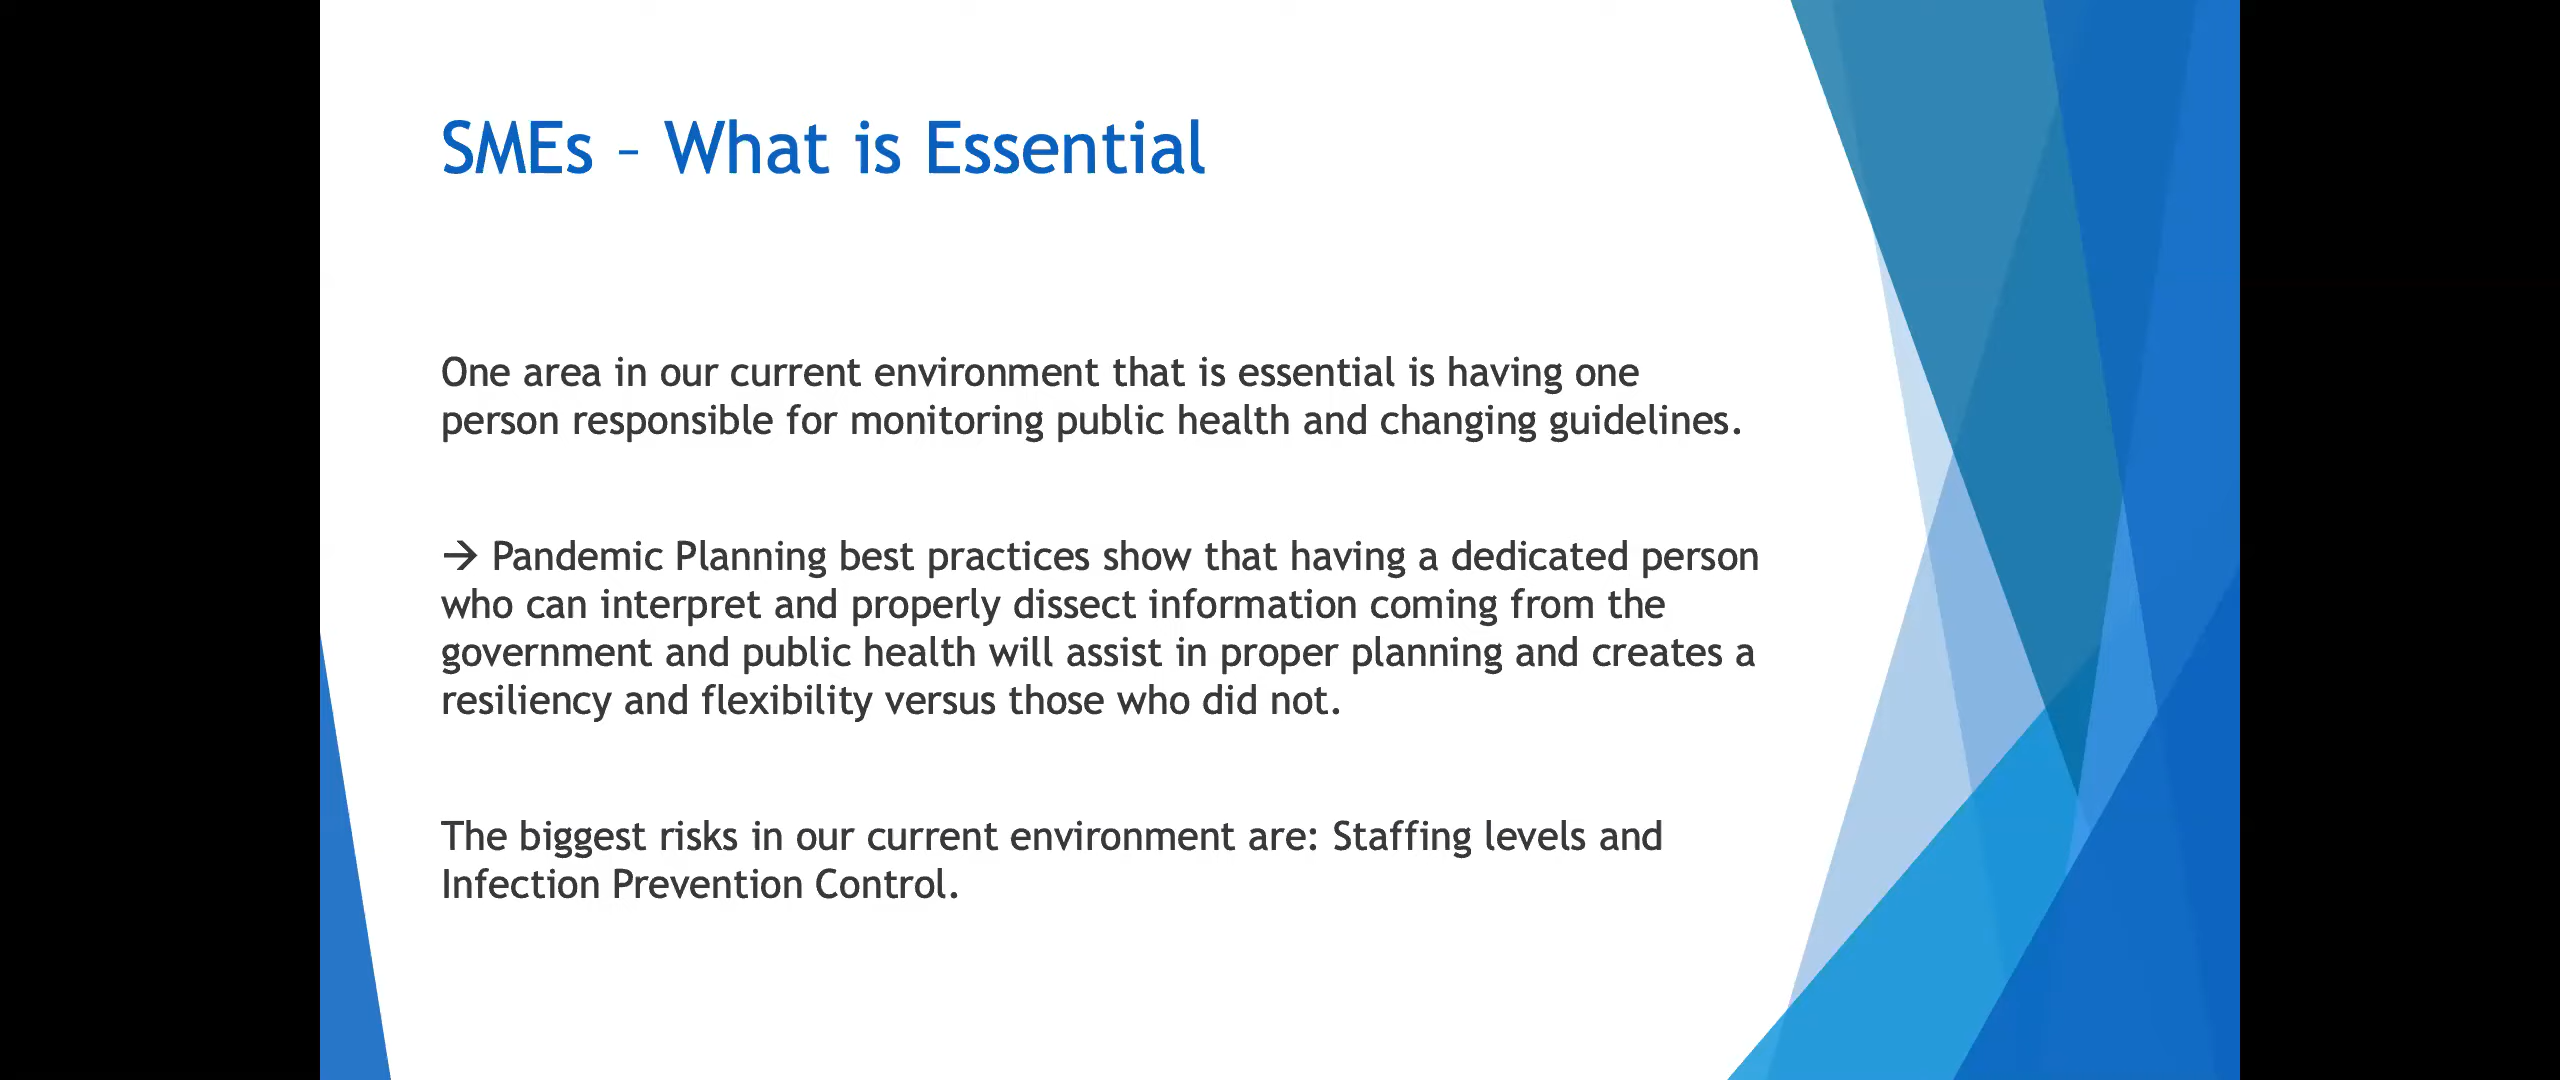 SMEs – What is Essential
One area in our current environment that is essential is having one
person responsible for monitoring public health and changing guidelines.
→ Pandemic Planning best practices show that having a dedicated person
who can interpret and properly dissect information coming from the
government and public health will assist in proper planning and creates a
resiliency and flexibility versus those who did not.
The biggest risks in our current environment are: Staffing levels and
Infection Prevention Control.